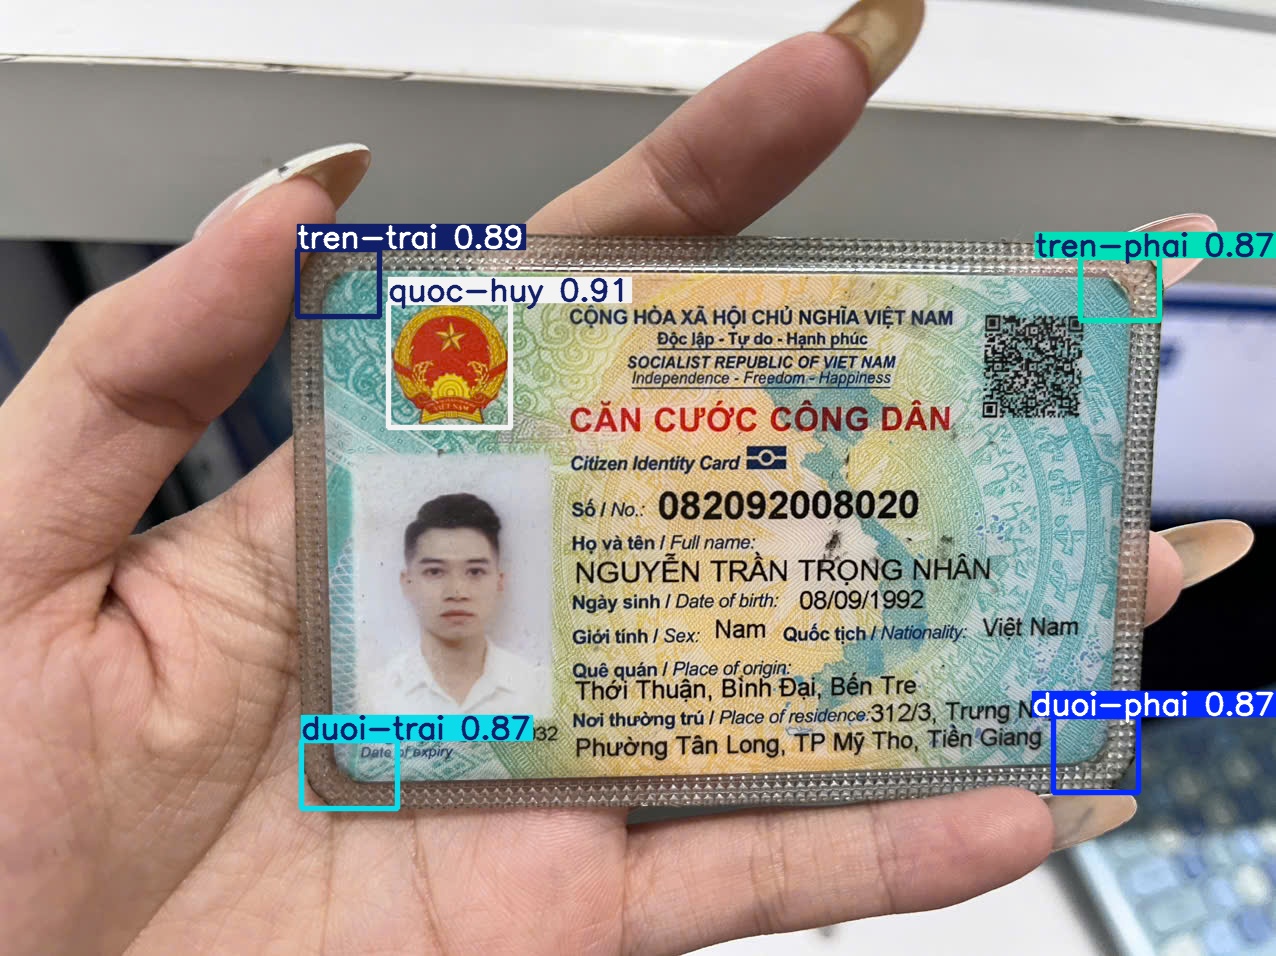 tren-trai 0.89
tren-phai 0.87
quoc-huy 0.91
CỘNG HÒA XÃ HỘI CHỦ NGHĨA VIỆT NAM
Độc lập - Tự do - Hạnh phúc
SOCIALIST REPUBLIC OF VIET NAM
Independence - Freedom - Happiness
CĂN CƯỚC CÔNG DÂN
Citizen Identity Card
Số / No.: 082092008020
Họ và tên / Full name:
NGUYỄN TRẦN TRỌNG NHÂN
Ngày sinh / Date of birth: 08/09/1992
Giới tính / Sex: Nam Quốc tịch / Nationality: Việt Nam
Quê quán / Place of origin:
Thới Thuận, Bình Đại, Bến Tre
Nơi thường trú / Place of residence: 312/3, Trưng
Phường Tân Long, TP Mỹ Tho, Tiền Giang
duoi-trai 0.87
Date of expiry
duoi-phai 0.87